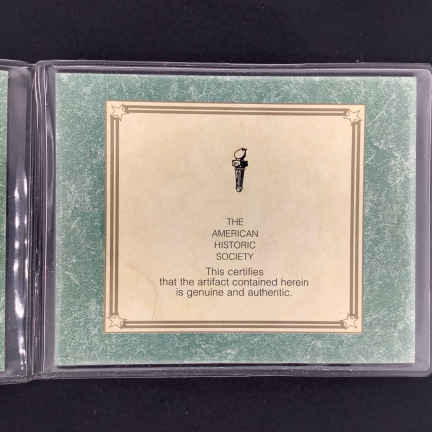 THE
AMERICAN
HISTORIC
SOCIETY
This certifies
that the artifact contained herein
is genuine and authentic.